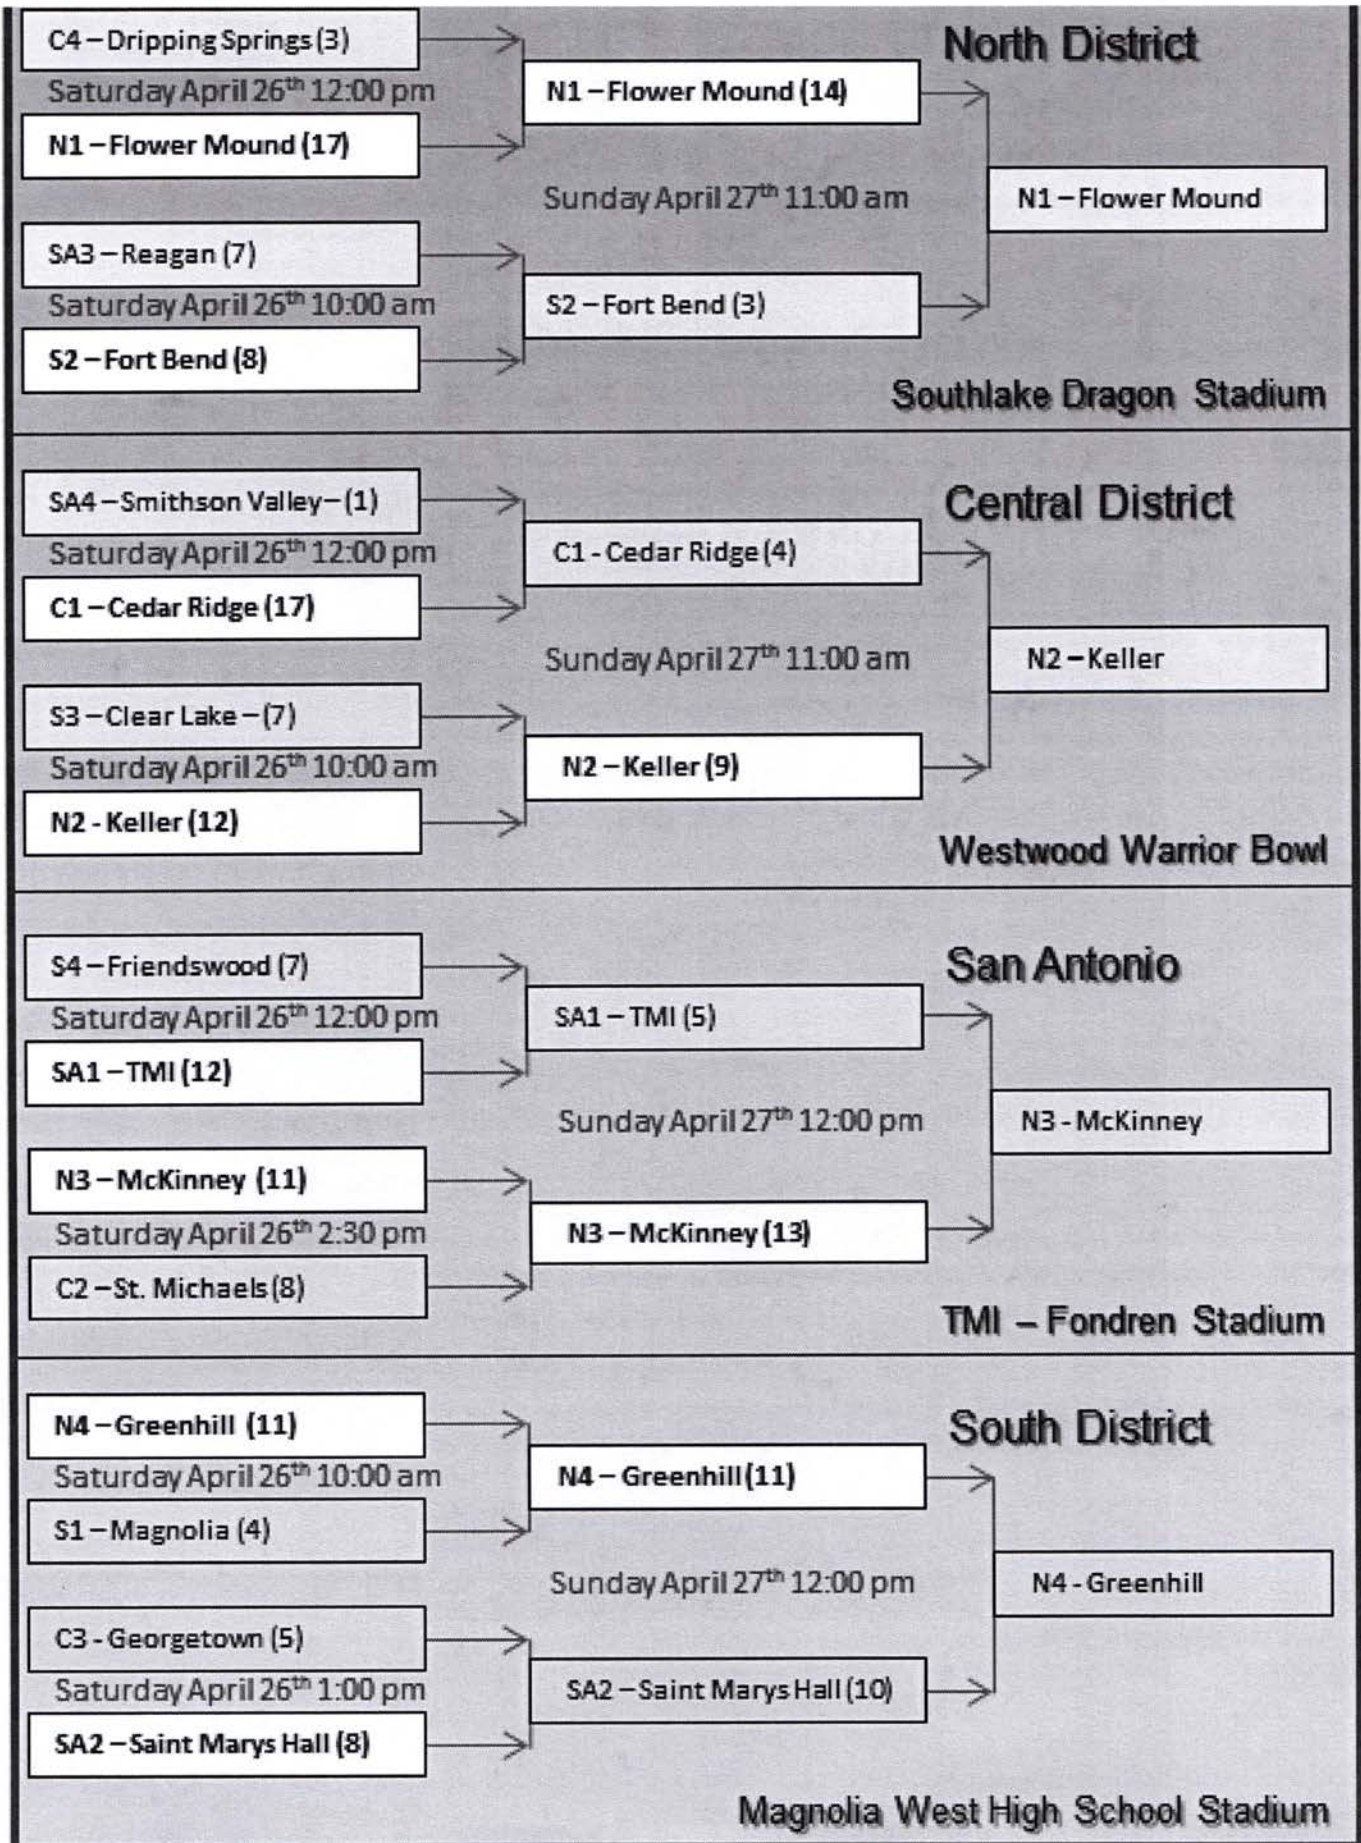 C4 – Dripping Springs (3)
North District
Saturday April 26th 12:00 pm
N1 – Flower Mound (14)
N1 – Flower Mound (17)
Sunday April 27th 11:00 am
N1 – Flower Mound
SA3 – Reagan (7)
Saturday April 26th 10:00 am
S2 – Fort Bend (3)
S2 – Fort Bend (8)
Southlake Dragon Stadium
SA4 – Smithson Valley – (1)
Central District
Saturday April 26th 12:00 pm
C1 - Cedar Ridge (4)
C1 – Cedar Ridge (17)
Sunday April 27th 11:00 am
N2 – Keller
S3 – Clear Lake – (7)
Saturday April 26th 10:00 am
N2 – Keller (9)
N2 - Keller (12)
Westwood Warrior Bowl
S4 – Friendswood (7)
San Antonio
Saturday April 26th 12:00 pm
SA1 – TMI (5)
SA1 – TMI (12)
Sunday April 27th 12:00 pm
N3 - McKinney
N3 – McKinney (11)
Saturday April 26th 2:30 pm
N3 – McKinney (13)
C2 – St. Michaels (8)
TMI – Fondren Stadium
N4 – Greenhill (11)
South District
Saturday April 26th 10:00 am
N4 – Greenhill (11)
S1 – Magnolia (4)
Sunday April 27th 12:00 pm
N4 - Greenhill
C3 - Georgetown (5)
Saturday April 26th 1:00 pm
SA2 – Saint Marys Hall (10)
SA2 – Saint Marys Hall (8)
Magnolia West High School Stadium